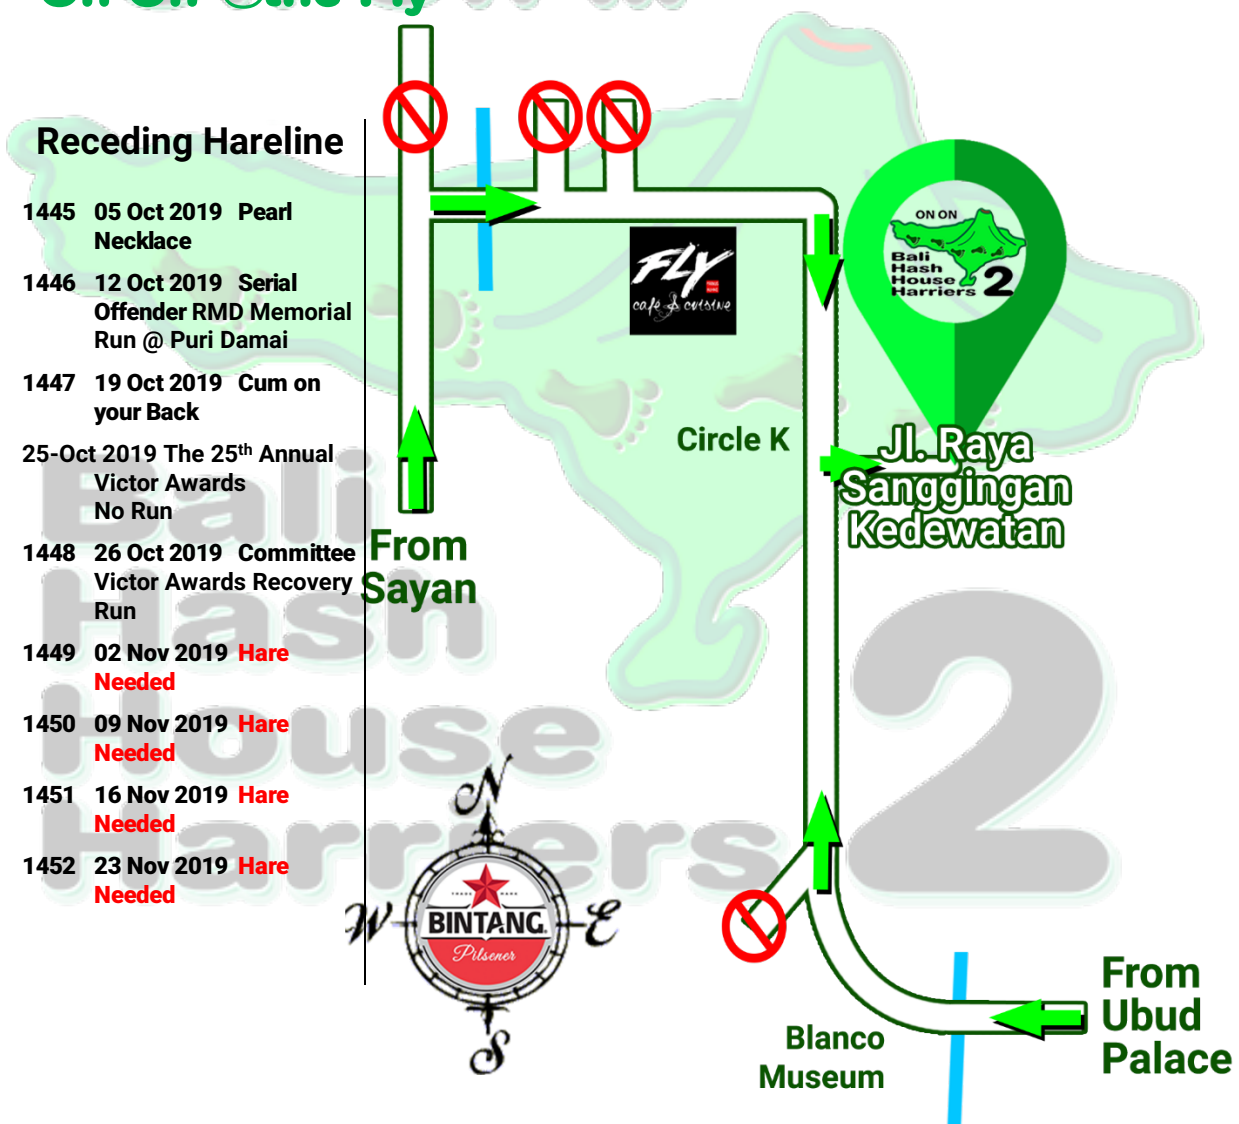 Receding Hareline
1445 05 Oct 2019 Pearl
Necklace
1446 12 Oct 2019 Serial
Offender RMD Memorial
Run @ Puri Damai
1447 19 Oct 2019 Cum on
your Back
25-Oct 2019 The 25th Annual
Victor Awards
No Run
1448 26 Oct 2019 Committee
Victor Awards Recovery
Run
1449 02 Nov 2019 Hare
Needed
1450 09 Nov 2019 Hare
Needed
1451 16 Nov 2019 Hare
Needed
1452 23 Nov 2019 Hare
Needed
FLY
café & cuisine
ON ON
Bali
Hash
House
Harriers 2
Circle K
Jl. Raya
Sanggingan
Kedewatan
From
Sayan
Bali
Hash
House
Harriers 2
N
W
E
S
TRADE MARK
BINTANG
Pilsener
Blanco
Museum
From
Ubud
Palace